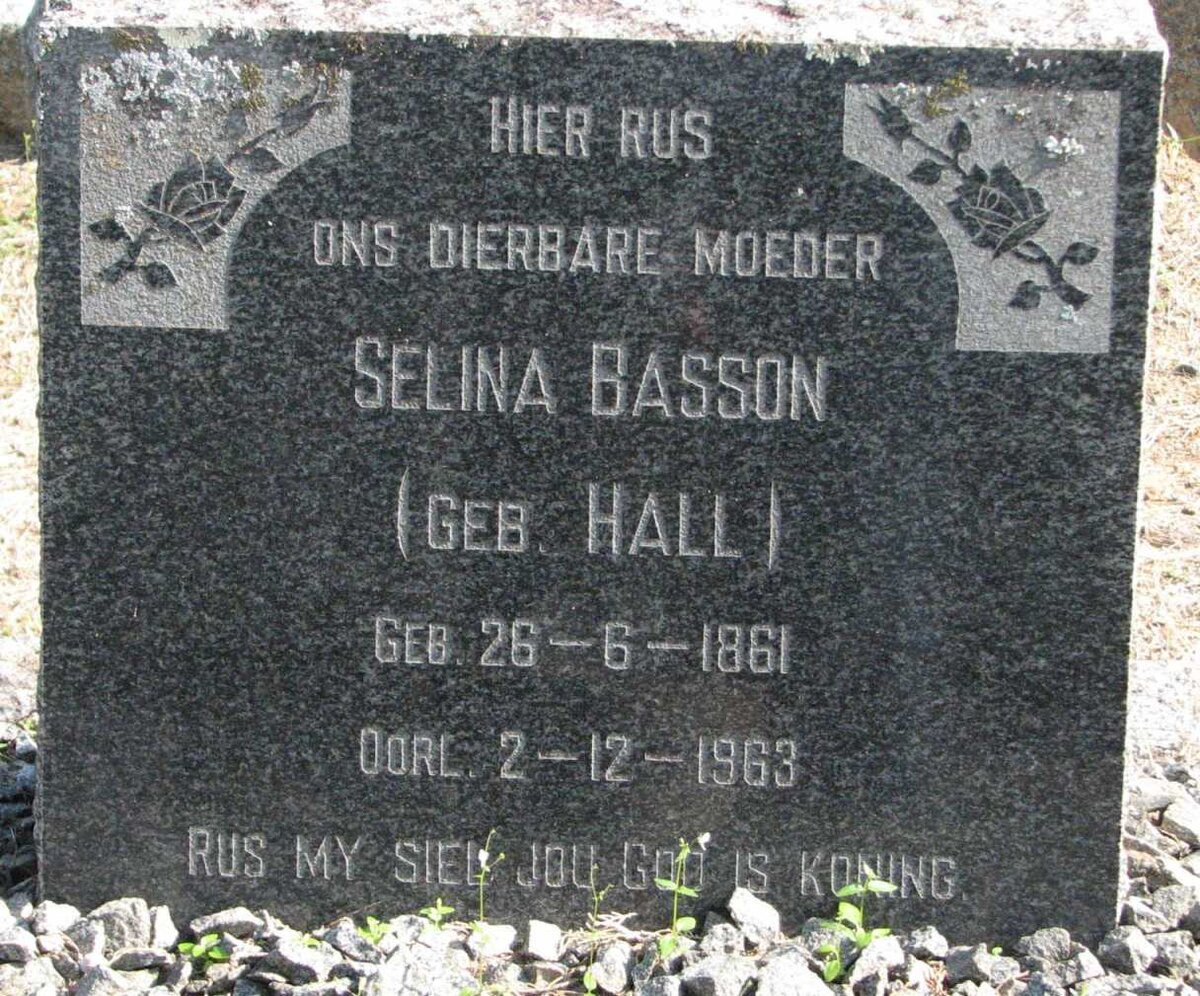 HIER RUS
ONS DIERBARE MOEDER
SELINA BASSON
(GEB. HALL)
GEB. 26-6-1861
OORL. 2-12-1963
RUS MY SIEL JOU GOD IS KONING.